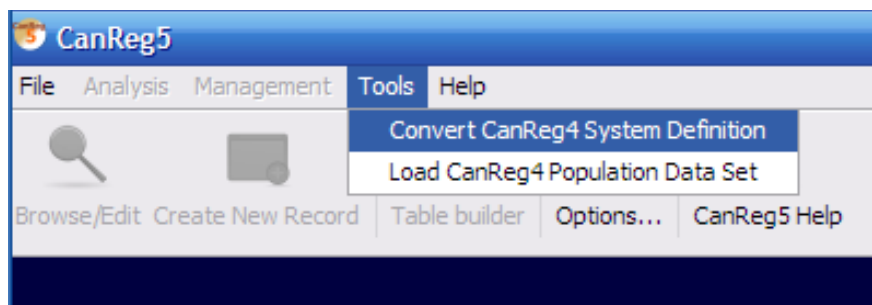 CanReg5
File Analysis Management Tools Help
Convert CanReg4 System Definition
Load CanReg4 Population Data Set
Browse/Edit Create New Record Table builder Options... CanReg5 Help